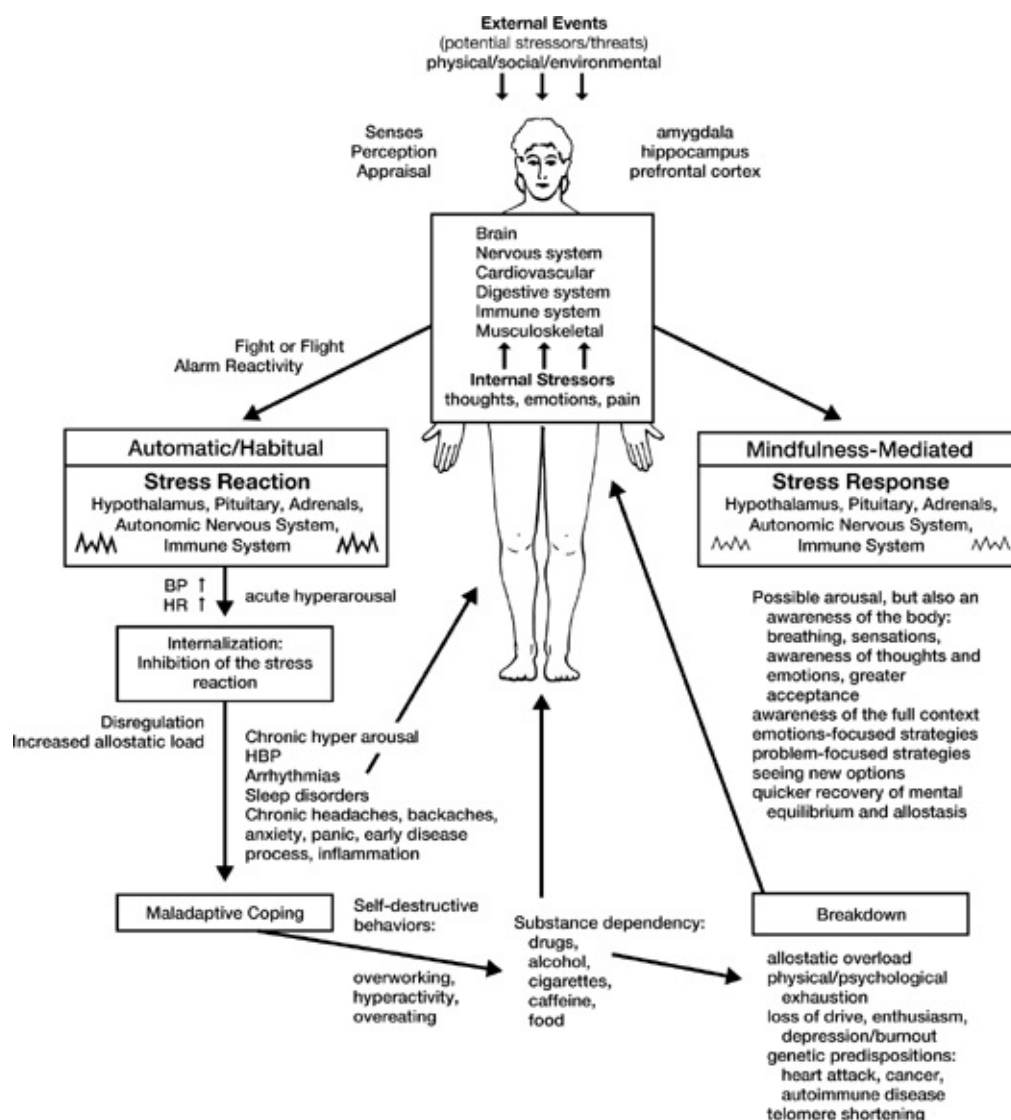 External Events
(potential stressors/threats)
physical/social/environmental
Senses
Perception
Appraisal
amygdala
hippocampus
prefrontal cortex
Brain
Nervous system
Cardiovascular
Digestive system
Immune system
Musculoskeletal
Internal Stressors
thoughts, emotions, pain
Fight or Flight
Alarm Reactivity
Automatic/Habitual
Stress Reaction
Hypothalamus, Pituitary, Adrenals,
Autonomic Nervous System,
Immune System
Mindfulness-Mediated
Stress Response
Hypothalamus, Pituitary, Adrenals,
Autonomic Nervous System,
Immune System
BP ↑
HR ↑
acute hyperarousal
Internalization:
Inhibition of the stress
reaction
Disregulation
Increased allostatic load
Chronic hyper arousal
HBP
Arrhythmias
Sleep disorders
Chronic headaches, backaches,
anxiety, panic, early disease
process, inflammation
Possible arousal, but also an
awareness of the body:
breathing, sensations,
awareness of thoughts and
emotions, greater
acceptance
awareness of the full context
emotions-focused strategies
problem-focused strategies
seeing new options
quicker recovery of mental
equilibrium and allostasis
Maladaptive Coping
Self-destructive
behaviors:
overworking,
hyperactivity,
overeating
Substance dependency:
drugs,
alcohol,
cigarettes,
caffeine,
food
Breakdown
allostatic overload
physical/psychological
exhaustion
loss of drive, enthusiasm,
depression/burnout
genetic predispositions:
heart attack, cancer,
autoimmune disease
telomere shortening